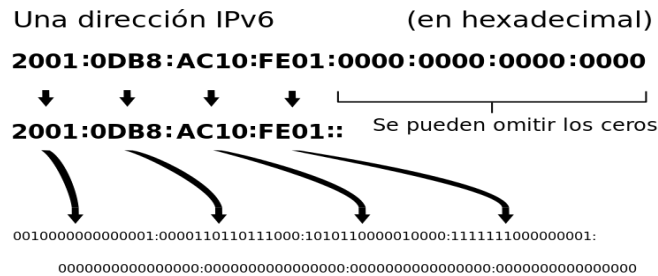 Una dirección IPv6 (en hexadecimal)
2001:0DB8:AC10:FE01:0000:0000:0000:0000
2001:0DB8:AC10:FE01::
Se pueden omitir los ceros
0010000000000001:0000110110111000:1010110000010000:1111111000000001:
0000000000000000:0000000000000000:0000000000000000:0000000000000000